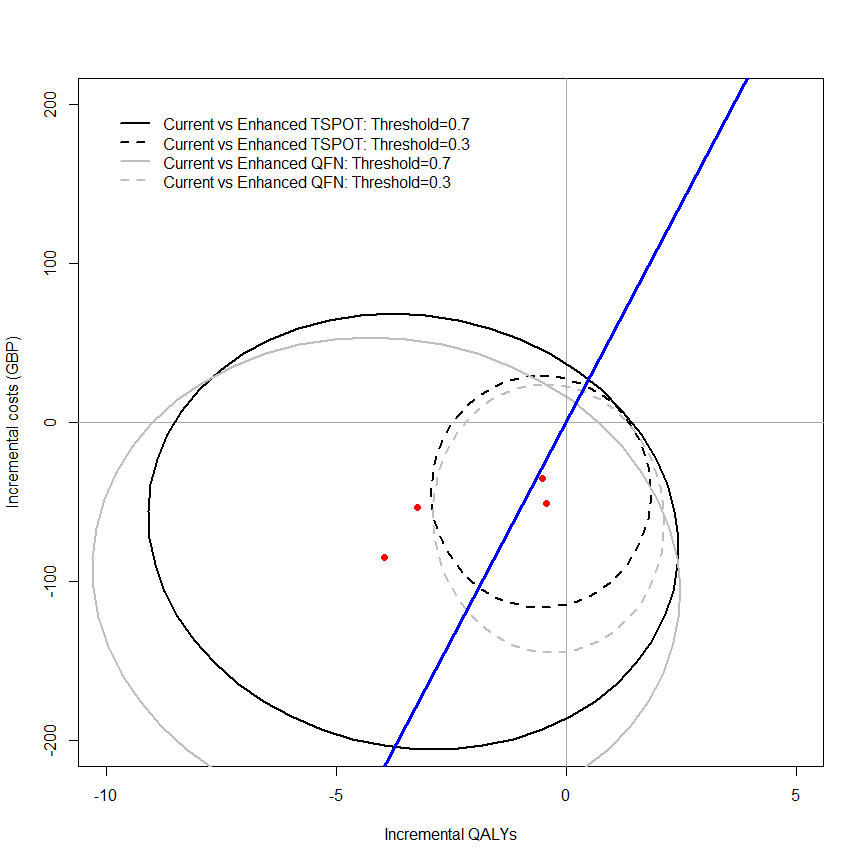 Current vs Enhanced TSPOT: Threshold=0.7
Current vs Enhanced TSPOT: Threshold=0.3
Current vs Enhanced QFN: Threshold=0.7
Current vs Enhanced QFN: Threshold=0.3
Incremental costs (GBP)
200
100
0
-100
-200
-10
-5
0
5
Incremental QALYs